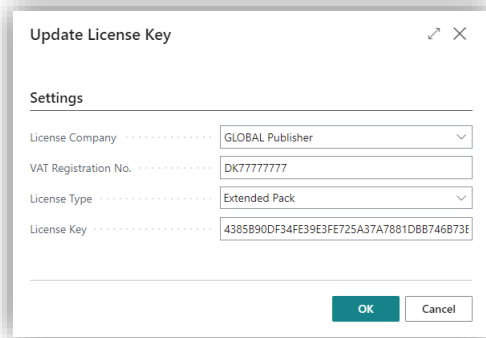 Update License Key
Settings
License Company GLOBAL Publisher
VAT Registration No. DK77777777
License Type Extended Pack
License Key 4385B90DF34FE39E3FE725A37A7881DBB746B73E
OK Cancel